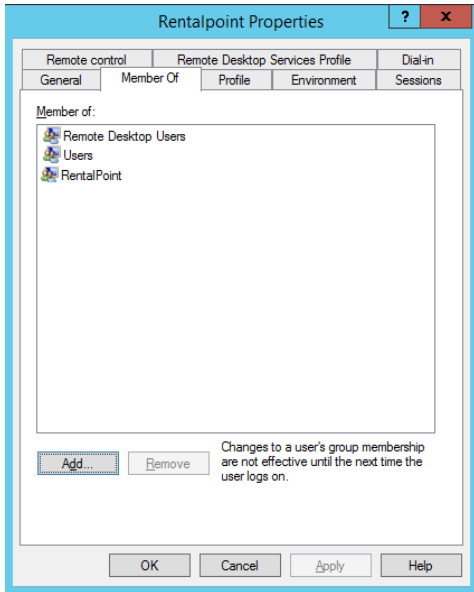 Rentalpoint Properties
?
x
Remote control
Remote Desktop Services Profile
Dial-in
General
Member Of
Profile
Environment
Sessions
Member of:
Remote Desktop Users
Users
RentalPoint
Add...
Remove
Changes to a user's group membership
are not effective until the next time the
user logs on.
OK
Cancel
Apply
Help